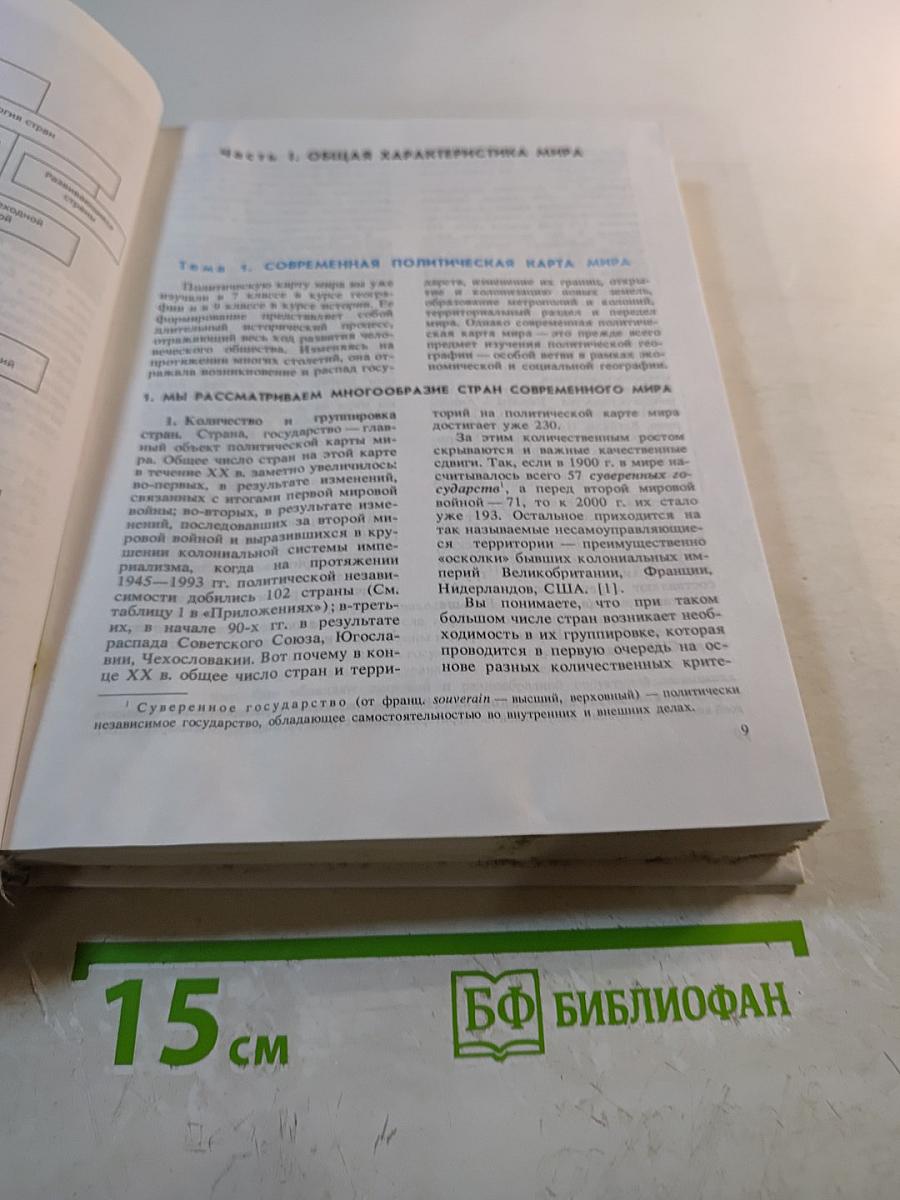 огия стран
Развивающиеся
страны
еходной
ой
ий
Часть I. ОБЩАЯ ХАРАКТЕРИСТИКА МИРА
Тема 1. СОВРЕМЕННАЯ ПОЛИТИЧЕСКАЯ КАРТА МИРА
Политическую карту мира вы уже
изучали в 7 классе в курсе геогра-
фии и в 9 классе в курсе истории. Ее
формирование представляет собой
длительный исторический процесс,
отражающий весь ход развития чело-
веческого общества. Изменяясь на
протяжении многих столетий, она от-
ражала возникновение и распад госу-
дарств, изменение их границ, откры-
тие и колонизацию новых земель,
образование метрополий и колоний,
территориальный раздел и передел
мира. Однако современная политиче-
ская карта мира — это прежде всего
предмет изучения политической гео-
графии — особой ветви в рамках эко-
номической и социальной географии.
1. МЫ РАССМАТРИВАЕМ МНОГООБРАЗИЕ СТРАН СОВРЕМЕННОГО МИРА
1. Количество и группировка
стран. Страна, государство — глав-
ный объект политической карты ми-
ра. Общее число стран на этой карте
в течение XX в. заметно увеличилось:
во-первых, в результате изменений,
связанных с итогами первой мировой
войны; во-вторых, в результате изме-
нений, последовавших за второй ми-
ровой войной и выразившихся в кру-
шении колониальной системы импе-
риализма, когда на протяжении
1945—1993 гг. политической незави-
симости добились 102 страны (См.
таблицу 1 в «Приложениях»); в-треть-
их, в начале 90-х гг. в результате
распада Советского Союза, Югосла-
вии, Чехословакии. Вот почему в кон-
це XX в. общее число стран и терри-
торий на политической карте мира
достигает уже 230.
За этим количественным ростом
скрываются и важные качественные
сдвиги. Так, если в 1900 г. в мире на-
считывалось всего 57 суверенных го-
сударств¹, а перед второй мировой
войной — 71, то к 2000 г. их стало
уже 193. Остальное приходится на
так называемые несамоуправляющие-
ся территории — преимущественно
«осколки» бывших колониальных им-
перий Великобритании, Франции,
Нидерландов, США. [1].
Вы понимаете, что при таком
большом числе стран возникает необ-
ходимость в их группировке, которая
проводится в первую очередь на ос-
нове разных количественных крите-
¹ Суверенное государство (от франц. souverain — высший, верховный) — политически
независимое государство, обладающее самостоятельностью во внутренних и внешних делах.
9
15 см
БФ БИБЛИОФАН